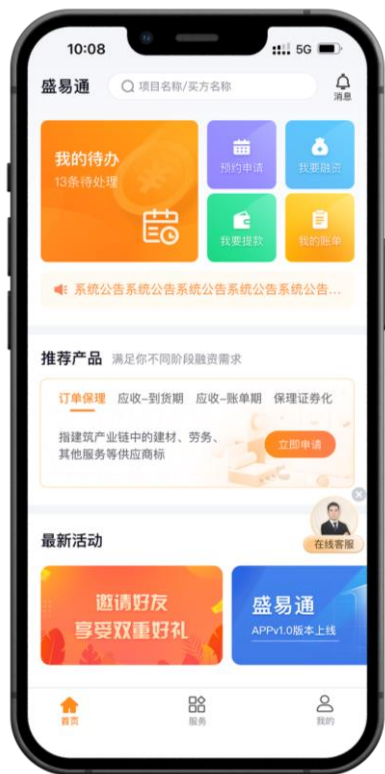 10:08
5G
盛易通
项目名称/买方名称
消息
我的待办
13条待处理
预约申请
我要融资
我要提款
我的账单
系统公告系统公告系统公告系统公告系统公告...
推荐产品 满足你不同阶段融资需求
订单保理 应收-到货期 应收-账单期 保理证券化
指建筑产业链中的建材、劳务、
其他服务等供应商标
立即申请
在线客服
最新活动
邀请好友
享受双重好礼
盛易通
APPv1.0版本上线
首页
服务
我的